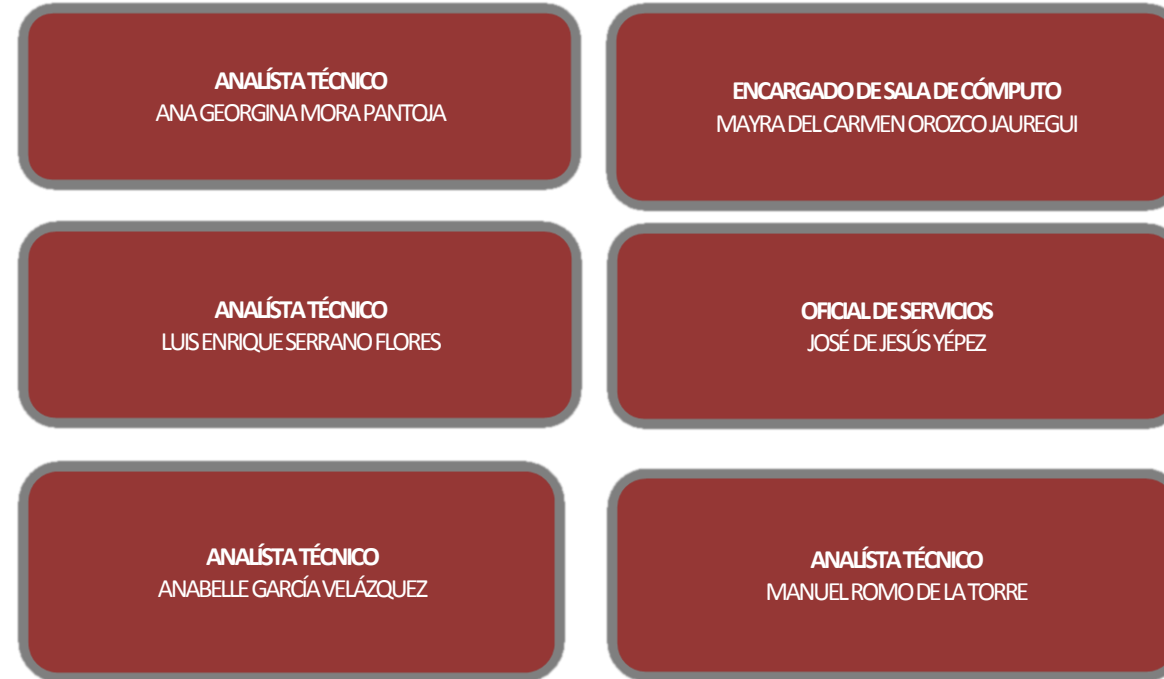 ANALÍSTA TÉCNICO
ANA GEORGINA MORA PANTOJA
ENCARGADO DE SALA DE CÓMPUTO
MAYRA DEL CARMEN OROZCO JAUREGUI
ANALÍSTA TÉCNICO
LUIS ENRIQUE SERRANO FLORES
OFICIAL DE SERVICIOS
JOSÉ DE JESÚS YÉPEZ
ANALÍSTA TÉCNICO
ANABELLE GARCÍA VELÁZQUEZ
ANALÍSTA TÉCNICO
MANUEL ROMO DE LA TORRE